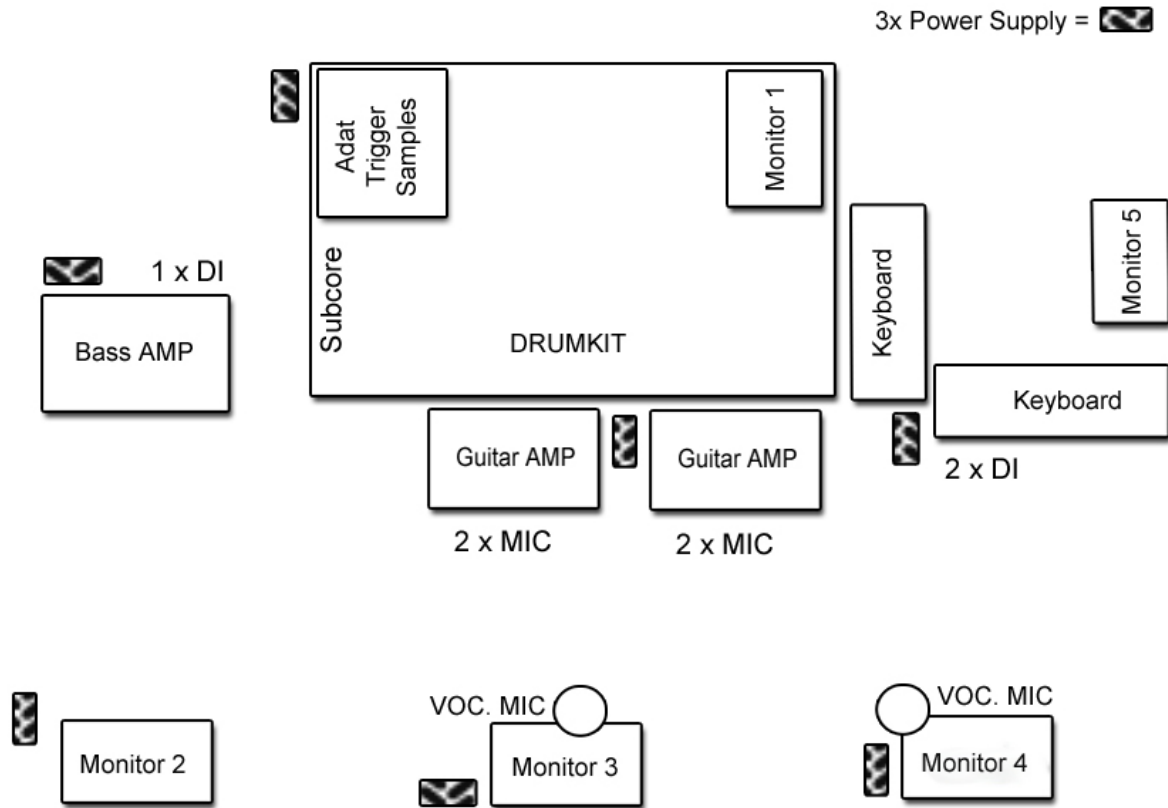 3x Power Supply =
Adat
Trigger
Samples
Monitor 1
Subcore
DRUMKIT
Keyboard
Monitor 5
1 x DI
Bass AMP
Keyboard
2 x DI
Guitar AMP
2 x MIC
Guitar AMP
2 x MIC
Monitor 2
VOC. MIC
Monitor 3
VOC. MIC
Monitor 4